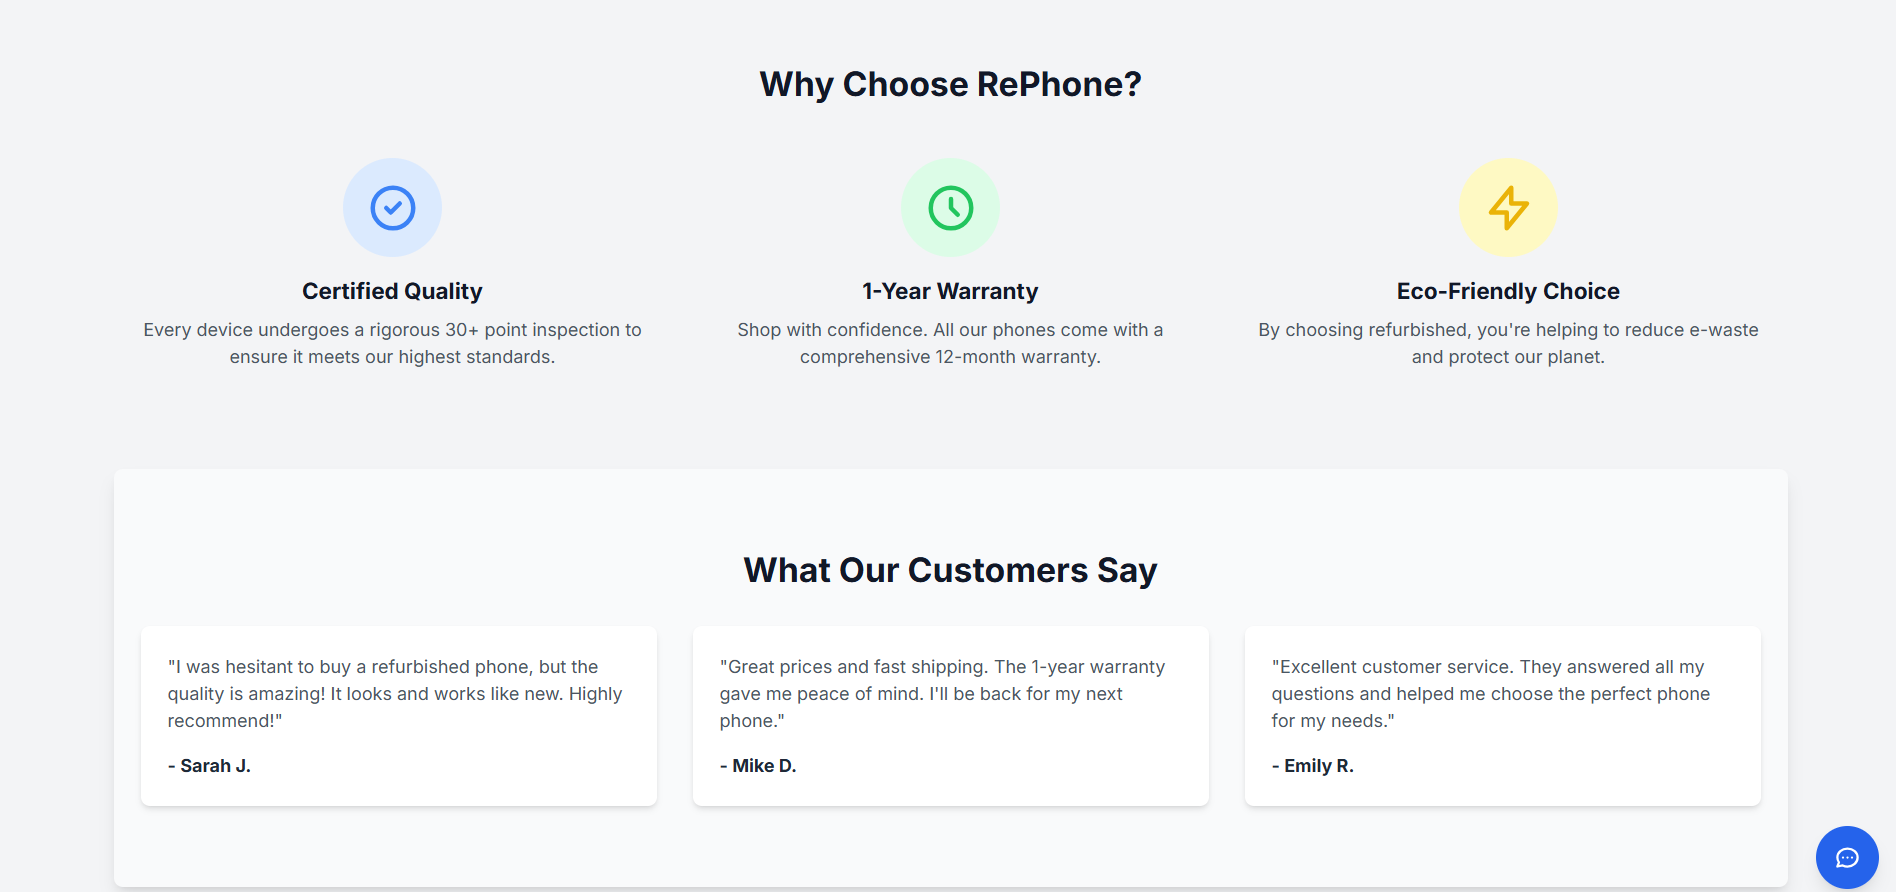 Why Choose RePhone?
Certified Quality
Every device undergoes a rigorous 30+ point inspection to
ensure it meets our highest standards.
1-Year Warranty
Shop with confidence. All our phones come with a
comprehensive 12-month warranty.
Eco-Friendly Choice
By choosing refurbished, you're helping to reduce e-waste
and protect our planet.
What Our Customers Say
"I was hesitant to buy a refurbished phone, but the
quality is amazing! It looks and works like new. Highly
recommend!"
- Sarah J.
"Great prices and fast shipping. The 1-year warranty
gave me peace of mind. I'll be back for my next
phone."
- Mike D.
"Excellent customer service. They answered all my
questions and helped me choose the perfect phone
for my needs."
- Emily R.